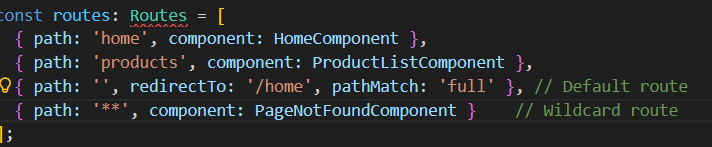 const routes: Routes = [
{ path: 'home', component: HomeComponent },
{ path: 'products', component: ProductListComponent },
{ path: '', redirectTo: '/home', pathMatch: 'full' }, // Default route
{ path: '**', component: PageNotFoundComponent } // Wildcard route
];